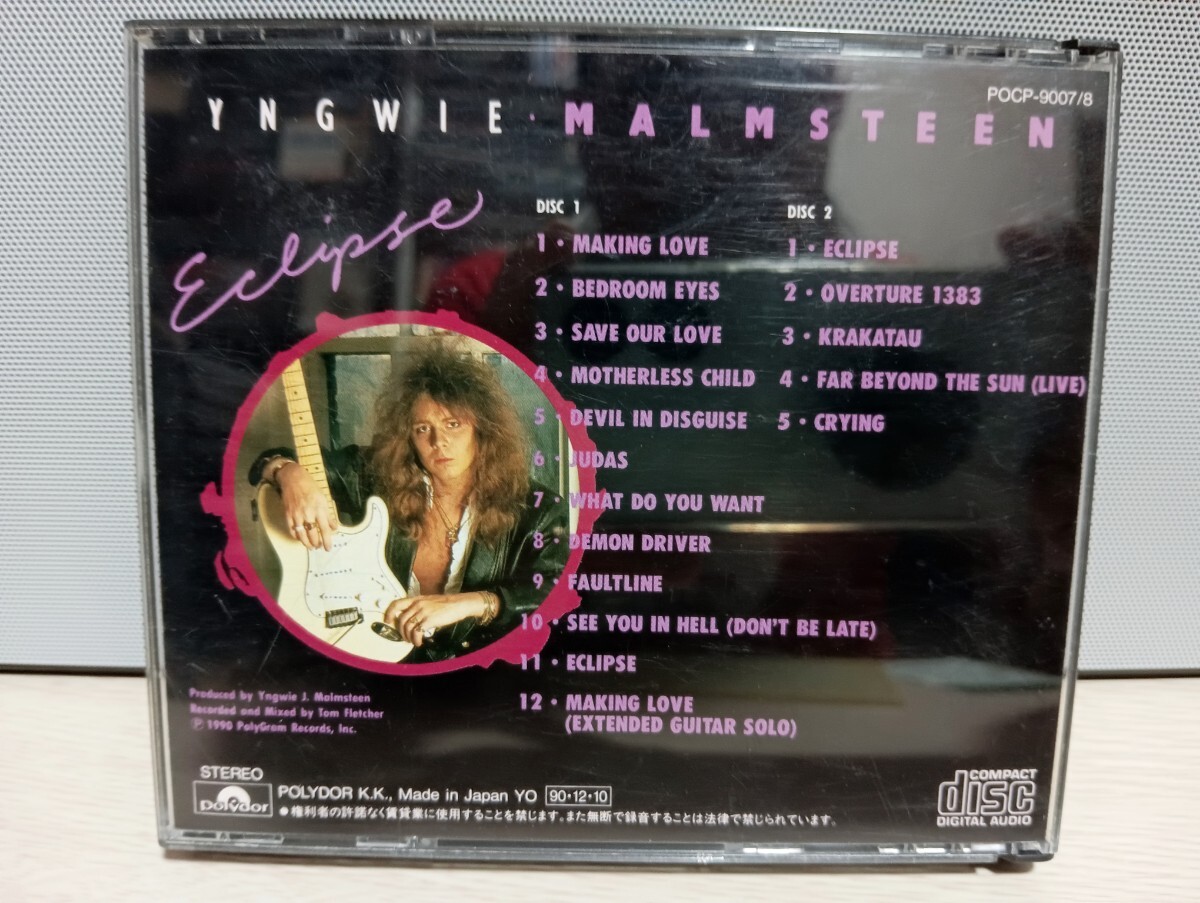 POCP-9007/8
YNGWIE · MALMSTEEN
Eclipse
DISC 1
1 · MAKING LOVE
2 · BEDROOM EYES
3 · SAVE OUR LOVE
4 · MOTHERLESS CHILD
5 · DEVIL IN DISGUISE
6 · JUDAS
7 · WHAT DO YOU WANT
8 · DEMON DRIVER
9 · FAULTLINE
10 · SEE YOU IN HELL (DON'T BE LATE)
11 · ECLIPSE
12 · MAKING LOVE
(EXTENDED GUITAR SOLO)
DISC 2
1 · ECLIPSE
2 · OVERTURE 1383
3 · KRAKATAU
4 · FAR BEYOND THE SUN (LIVE)
5 · CRYING
Produced by Yngwie J. Malmsteen
Recorded and Mixed by Tom Fletcher
Ⓟ 1990 PolyGram Records, Inc.
STEREO
Polydor
POLYDOR K.K., Made in Japan YO 90·12·10
●権利者の許諾なく賃貸業に使用することを禁じます。また無断で録音することは法律で禁じられています。
COMPACT
disc
DIGITAL AUDIO